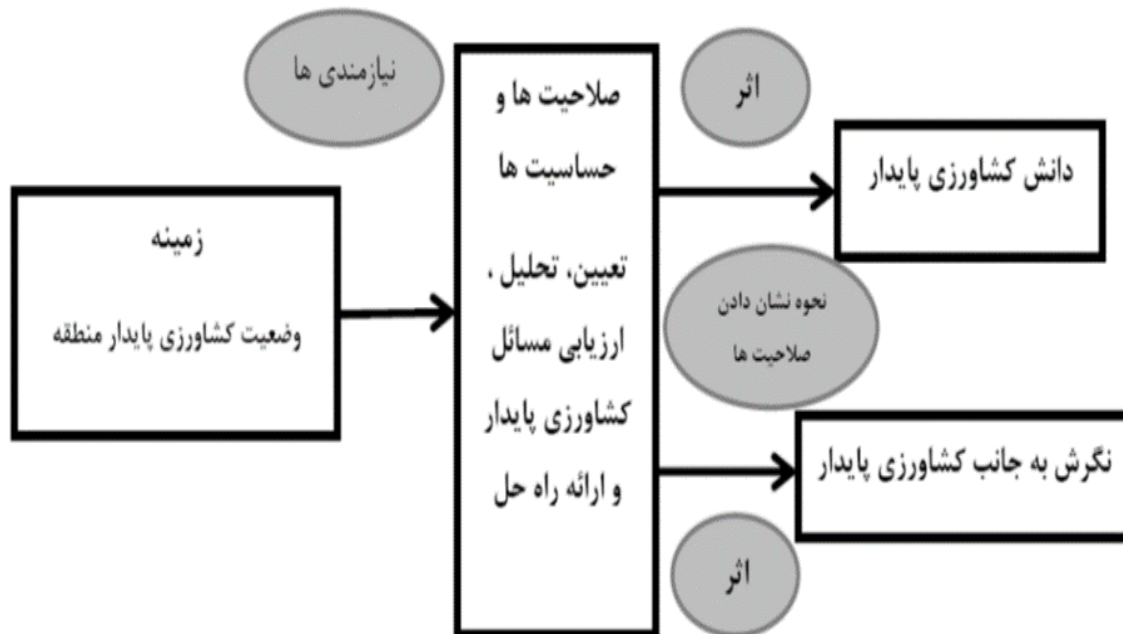 نیازمندی ها
زمینه
وضعیت کشاورزی پایدار منطقه
صلاحیت ها و
حساسیت ها
تعیین، تحلیل ،
ارزیابی مسائل
کشاورزی پایدار
و ارائه راه حل
اثر
دانش کشاورزی پایدار
نحوه نشان دادن
صلاحیت ها
نگرش به جانب کشاورزی پایدار
اثر